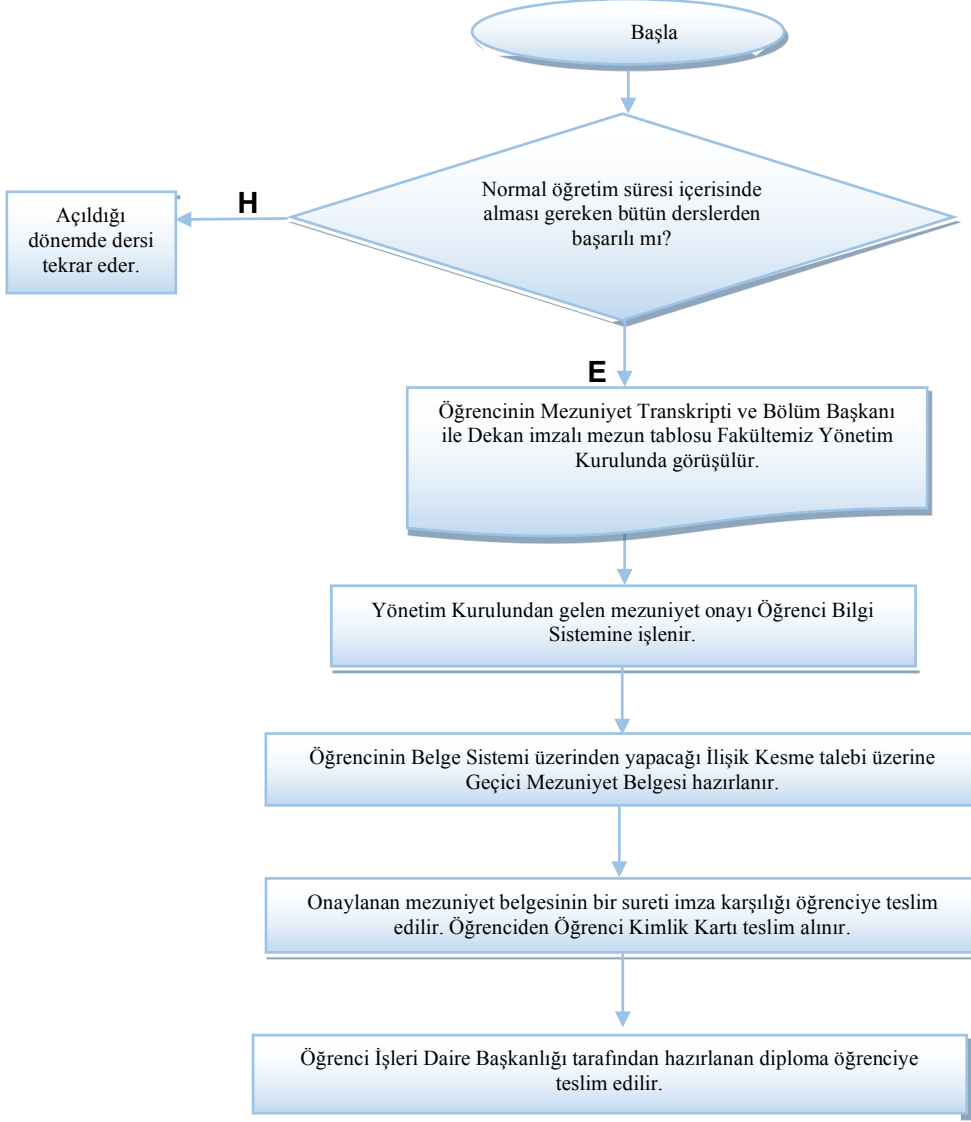 Başla
Normal öğretim süresi içerisinde
alması gereken bütün derslerden
başarılı mı?
H
Açıldığı
dönemde dersi
tekrar eder.
E
Öğrencinin Mezuniyet Transkripti ve Bölüm Başkanı
ile Dekan imzalı mezun tablosu Fakültemiz Yönetim
Kurulunda görüşülür.
Yönetim Kurulundan gelen mezuniyet onayı Öğrenci Bilgi
Sistemine işlenir.
Öğrencinin Belge Sistemi üzerinden yapacağı İlişik Kesme talebi üzerine
Geçici Mezuniyet Belgesi hazırlanır.
Onaylanan mezuniyet belgesinin bir sureti imza karşılığı öğrenciye teslim
edilir. Öğrenciden Öğrenci Kimlik Kartı teslim alınır.
Öğrenci İşleri Daire Başkanlığı tarafından hazırlanan diploma öğrenciye
teslim edilir.